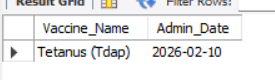 Result Grid Filter Rows:
Vaccine_Name Admin_Date
Tetanus (Tdap) 2026-02-10